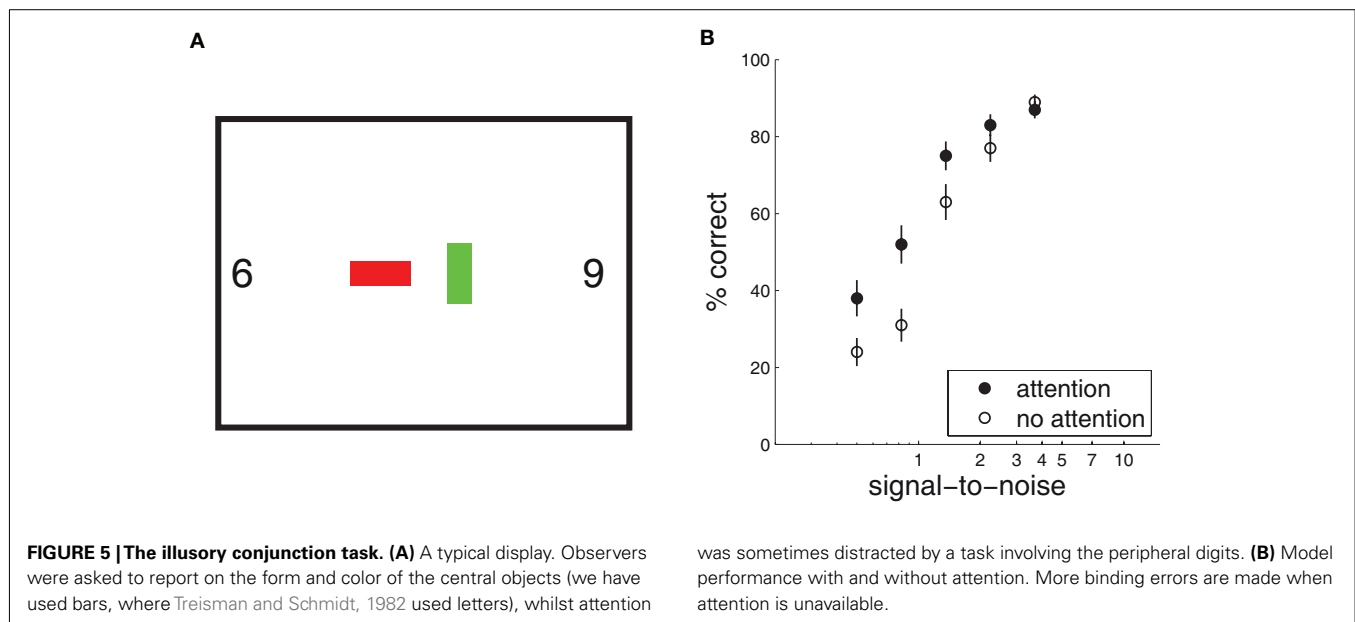 A
6
9
B
100
80
60
40
20
0
% correct
attention
no attention
1 2 3 4 5 7 10
signal-to-noise
FIGURE 5 | The illusory conjunction task. (A) A typical display. Observers
were asked to report on the form and color of the central objects (we have
used bars, where Treisman and Schmidt, 1982 used letters), whilst attention
was sometimes distracted by a task involving the peripheral digits. (B) Model
performance with and without attention. More binding errors are made when
attention is unavailable.